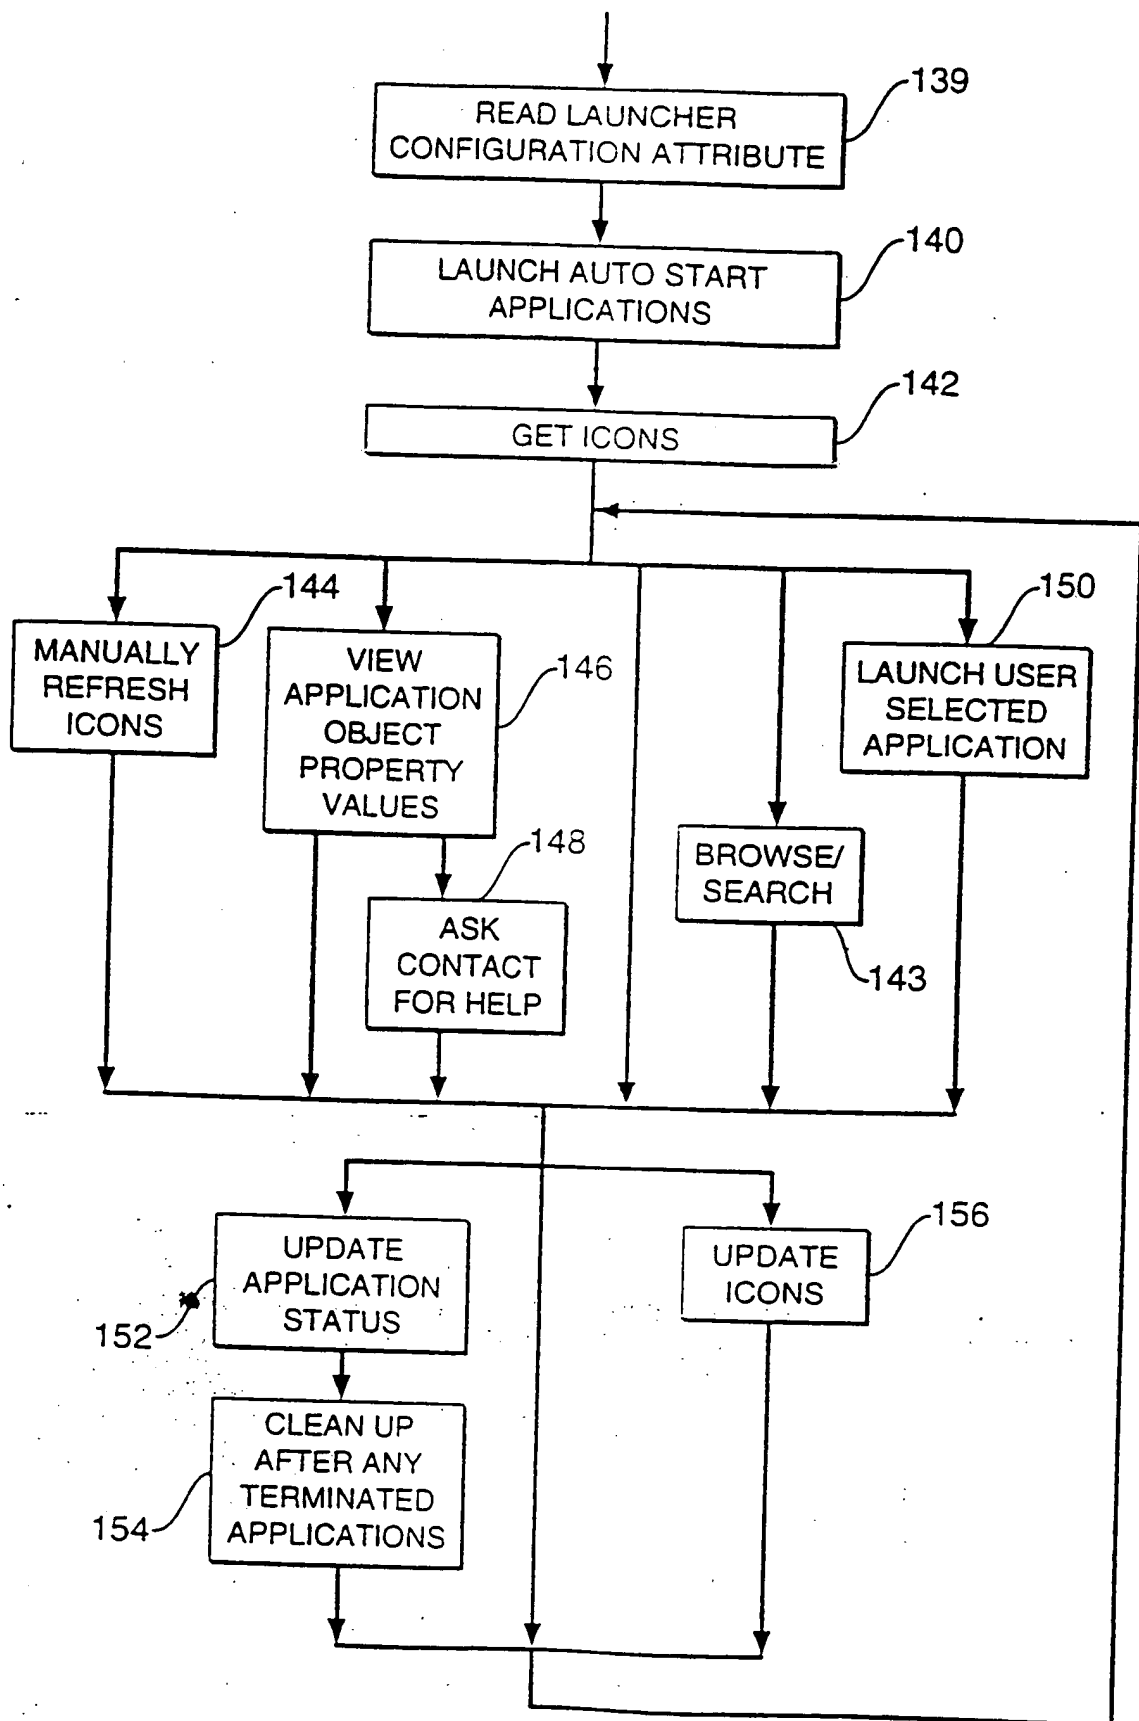 139
READ LAUNCHER
CONFIGURATION ATTRIBUTE
140
LAUNCH AUTO START
APPLICATIONS
142
GET ICONS
144
MANUALLY
REFRESH
ICONS
146
VIEW
APPLICATION
OBJECT
PROPERTY
VALUES
150
LAUNCH USER
SELECTED
APPLICATION
148
ASK
CONTACT
FOR HELP
BROWSE/
SEARCH
143
152
UPDATE
APPLICATION
STATUS
156
UPDATE
ICONS
154
CLEAN UP
AFTER ANY
TERMINATED
APPLICATIONS